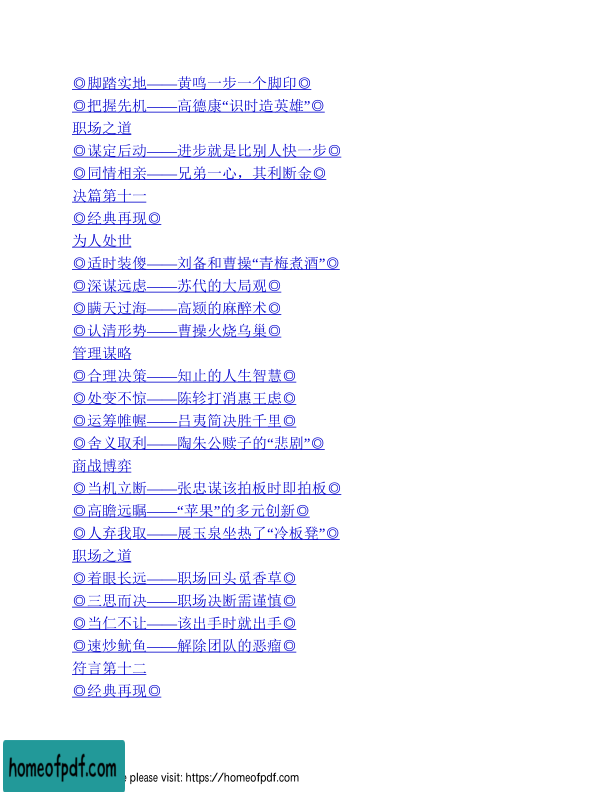 ◎脚踏实地——黄鸣一步一个脚印◎
◎把握先机——高德康“识时造英雄”◎
职场之道
◎谋定后动——进步就是比别人快一步◎
◎同情相亲——兄弟一心，其利断金◎
决篇第十一
◎经典再现◎
为人处世
◎适时装傻——刘备和曹操“青梅煮酒”◎
◎深谋远虑——苏代的大局观◎
◎瞒天过海——高颎的麻醉术◎
◎认清形势——曹操火烧乌巢◎
管理谋略
◎合理决策——知止的人生智慧◎
◎处变不惊——陈轸打消惠王虑◎
◎运筹帷幄——吕夷简决胜千里◎
◎舍义取利——陶朱公赎子的“悲剧”◎
商战博弈
◎当机立断——张忠谋该拍板时即拍板◎
◎高瞻远瞩——“苹果”的多元创新◎
◎人弃我取——展玉泉坐热了“冷板凳”◎
职场之道
◎着眼长远——职场回头觅香草◎
◎三思而决——职场决断需谨慎◎
◎当仁不让——该出手时就出手◎
◎速炒鱿鱼——解除团队的恶瘤◎
符言第十二
◎经典再现◎
homeofpdf.com
e please visit: https://homeofpdf.com